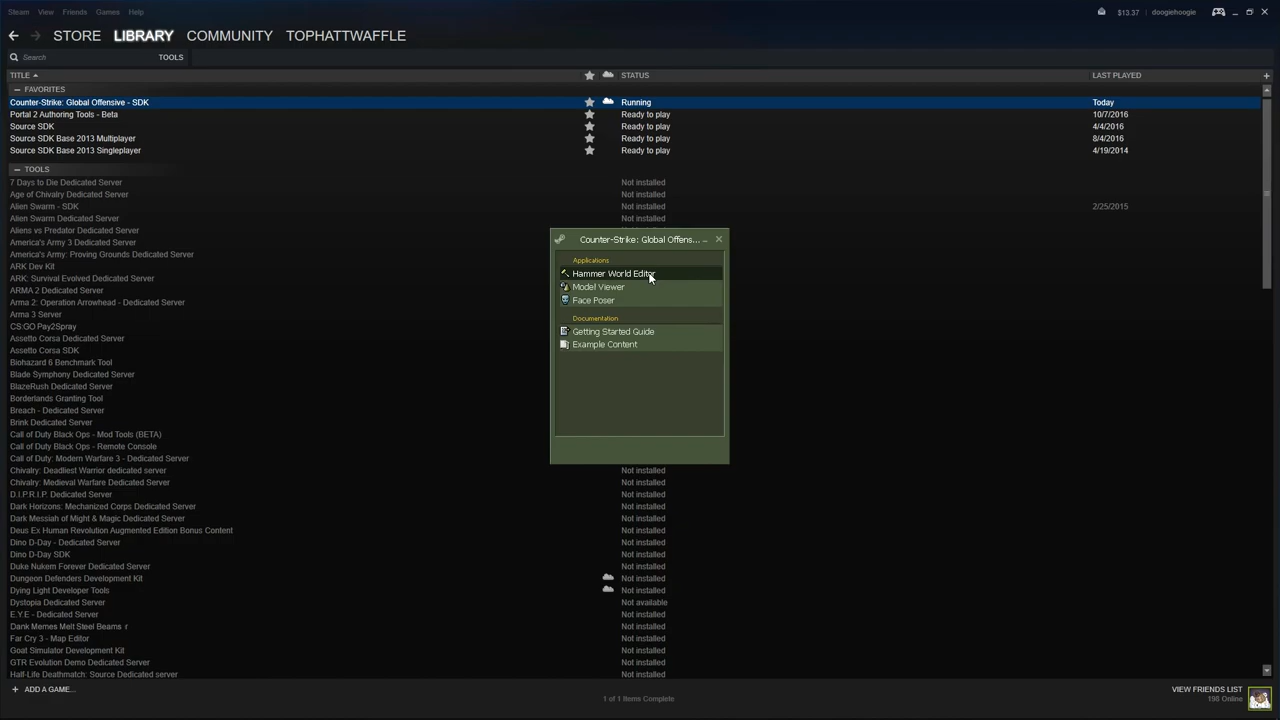 Steam View Friends Games Help
$13.37 doogiehoogie
STORE LIBRARY COMMUNITY TOPHATTWAFFLE
Search TOOLS
TITLE STATUS LAST PLAYED
FAVORITES
Counter-Strike: Global Offensive - SDK Running Today
Portal 2 Authoring Tools - Beta Ready to play 10/7/2016
Source SDK Ready to play 4/4/2016
Source SDK Base 2013 Multiplayer Ready to play 8/4/2016
Source SDK Base 2013 Singleplayer Ready to play 4/19/2014
TOOLS
7 Days to Die Dedicated Server Not installed
Age of Chivalry Dedicated Server Not installed
Alien Swarm - SDK Not installed 2/25/2015
Alien Swarm Dedicated Server Not installed
Aliens vs Predator Dedicated Server
America's Army 3 Dedicated Server
America's Army: Proving Grounds Dedicated Server
ARK Dev Kit
ARK: Survival Evolved Dedicated Server
ARMA 2 Dedicated Server
Arma 2: Operation Arrowhead - Dedicated Server
Arma 3 Server
CS:GO Pay2Spray
Assetto Corsa Dedicated Server
Assetto Corsa SDK
Biohazard 6 Benchmark Tool
Blade Symphony Dedicated Server
BlazeRush Dedicated Server
Borderlands Granting Tool
Breach - Dedicated Server
Brink Dedicated Server
Call of Duty Black Ops - Mod Tools (BETA)
Call of Duty Black Ops - Remote Console
Call of Duty: Modern Warfare 3 - Dedicated Server
Chivalry: Deadliest Warrior dedicated server Not installed
Chivalry: Medieval Warfare Dedicated Server Not installed
D.I.P.R.I.P. Dedicated Server Not installed
Dark Horizons: Mechanized Corps Dedicated Server Not installed
Dark Messiah of Might & Magic Dedicated Server Not installed
Deus Ex Human Revolution Augmented Edition Bonus Content Not installed
Dino D-Day - Dedicated Server Not installed
Dino D-Day SDK Not installed
Duke Nukem Forever Dedicated Server Not installed
Dungeon Defenders Development Kit Not installed
Dying Light Developer Tools Not installed
Dystopia Dedicated Server Not available
E.Y.E - Dedicated Server Not installed
Dank Memes Melt Steel Beams r Not installed
Far Cry 3 - Map Editor Not installed
Goat Simulator Development Kit Not installed
GTR Evolution Demo Dedicated Server Not installed
Half-Life Deathmatch: Source Dedicated server Not installed
Counter-Strike: Global Offens...
Applications
Hammer World Editor
Model Viewer
Face Poser
Documentation
Getting Started Guide
Example Content
ADD A GAME...
1 of 1 Items Complete
VIEW FRIENDS LIST
198 Online